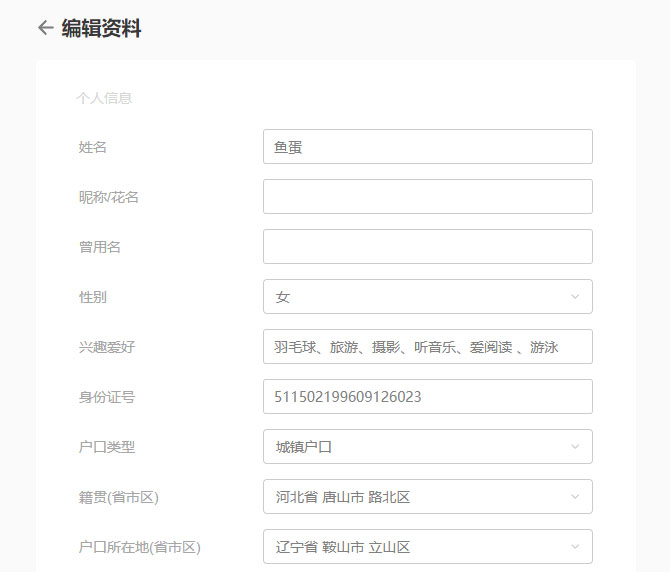 编辑资料
个人信息
姓名 鱼蛋
昵称/花名
曾用名
性别 女
兴趣爱好 羽毛球、旅游、摄影、听音乐、爱阅读 、游泳
身份证号 511502199609126023
户口类型 城镇户口
籍贯(省市区) 河北省 唐山市 路北区
户口所在地(省市区) 辽宁省 鞍山市 立山区